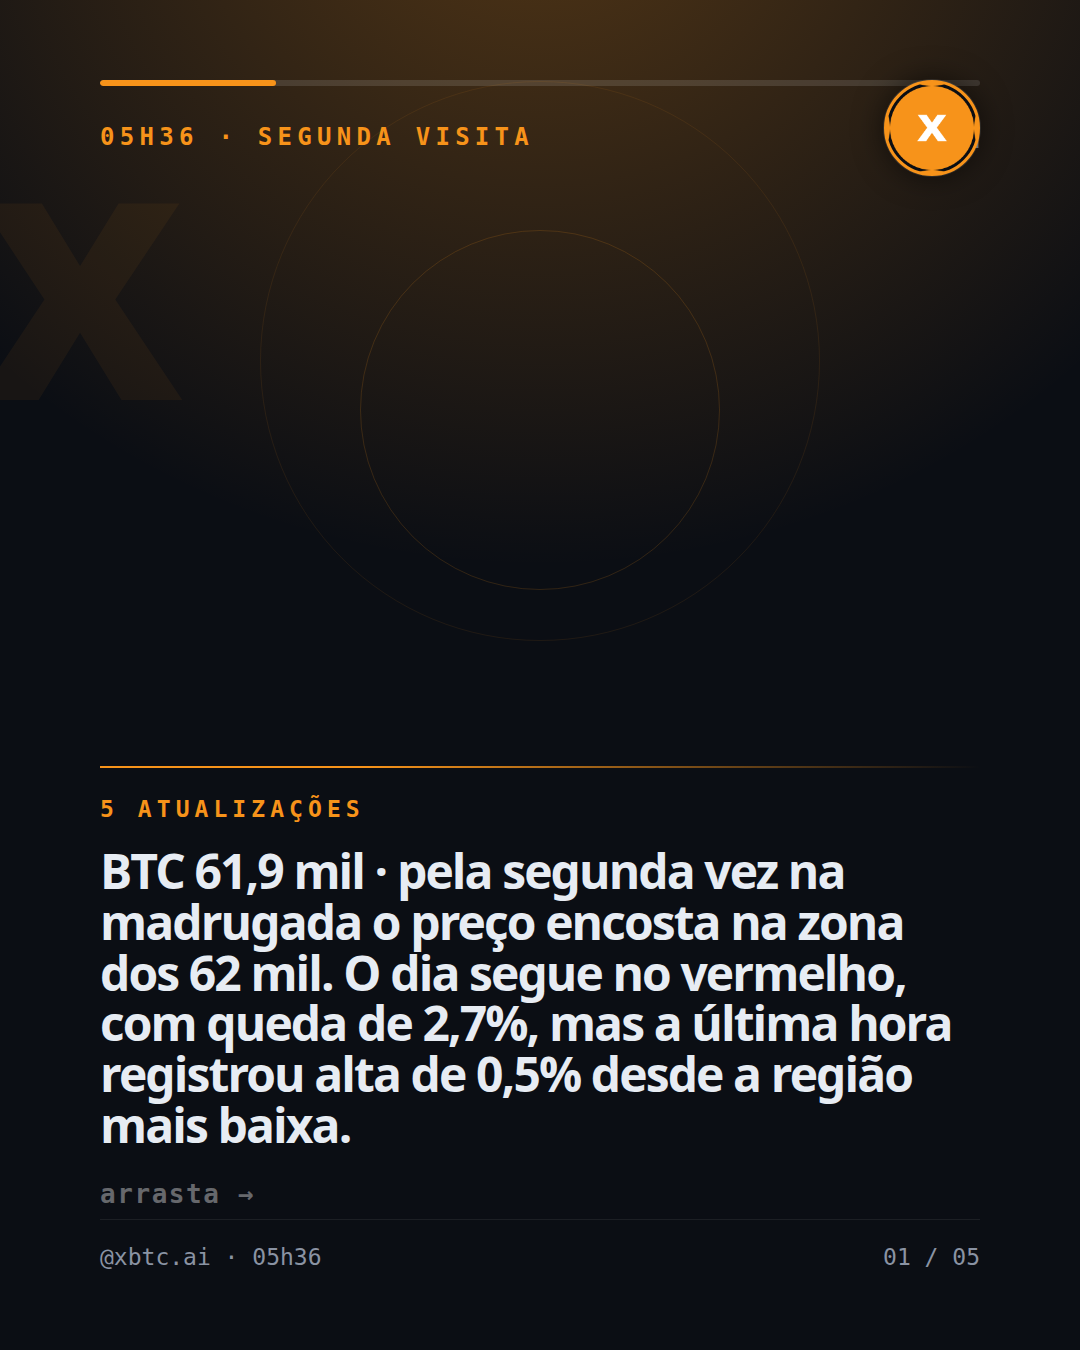 05H36 · SEGUNDA VISITA
X
X
5 ATUALIZAÇÕES
BTC 61,9 mil · pela segunda vez na
madrugada o preço encosta na zona
dos 62 mil. O dia segue no vermelho,
com queda de 2,7%, mas a última hora
registrou alta de 0,5% desde a região
mais baixa.
arrasta →
@xbtc.ai · 05h36
01 / 05